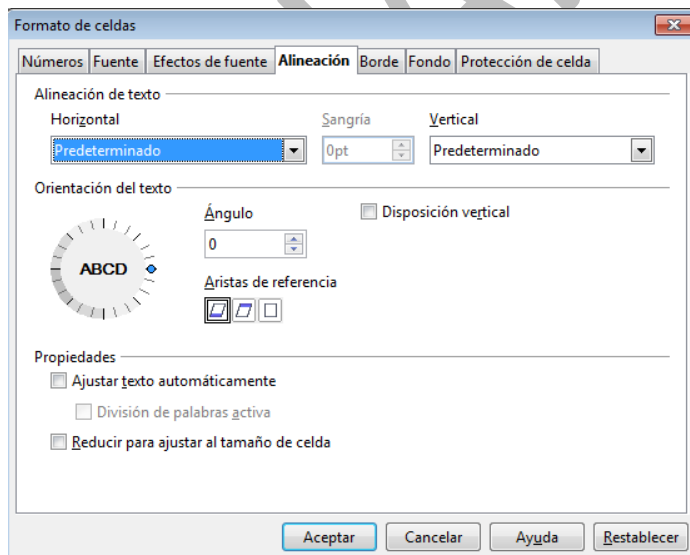 Formato de celdas
Números Fuente Efectos de fuente Alineación Borde Fondo Protección de celda
Alineación de texto
Horizontal Sangría Vertical
Predeterminado 0pt Predeterminado
Orientación del texto
Ángulo Disposición vertical
0
ABCD
Aristas de referencia
Propiedades
Ajustar texto automáticamente
División de palabras activa
Reducir para ajustar al tamaño de celda
Aceptar Cancelar Ayuda Restablecer